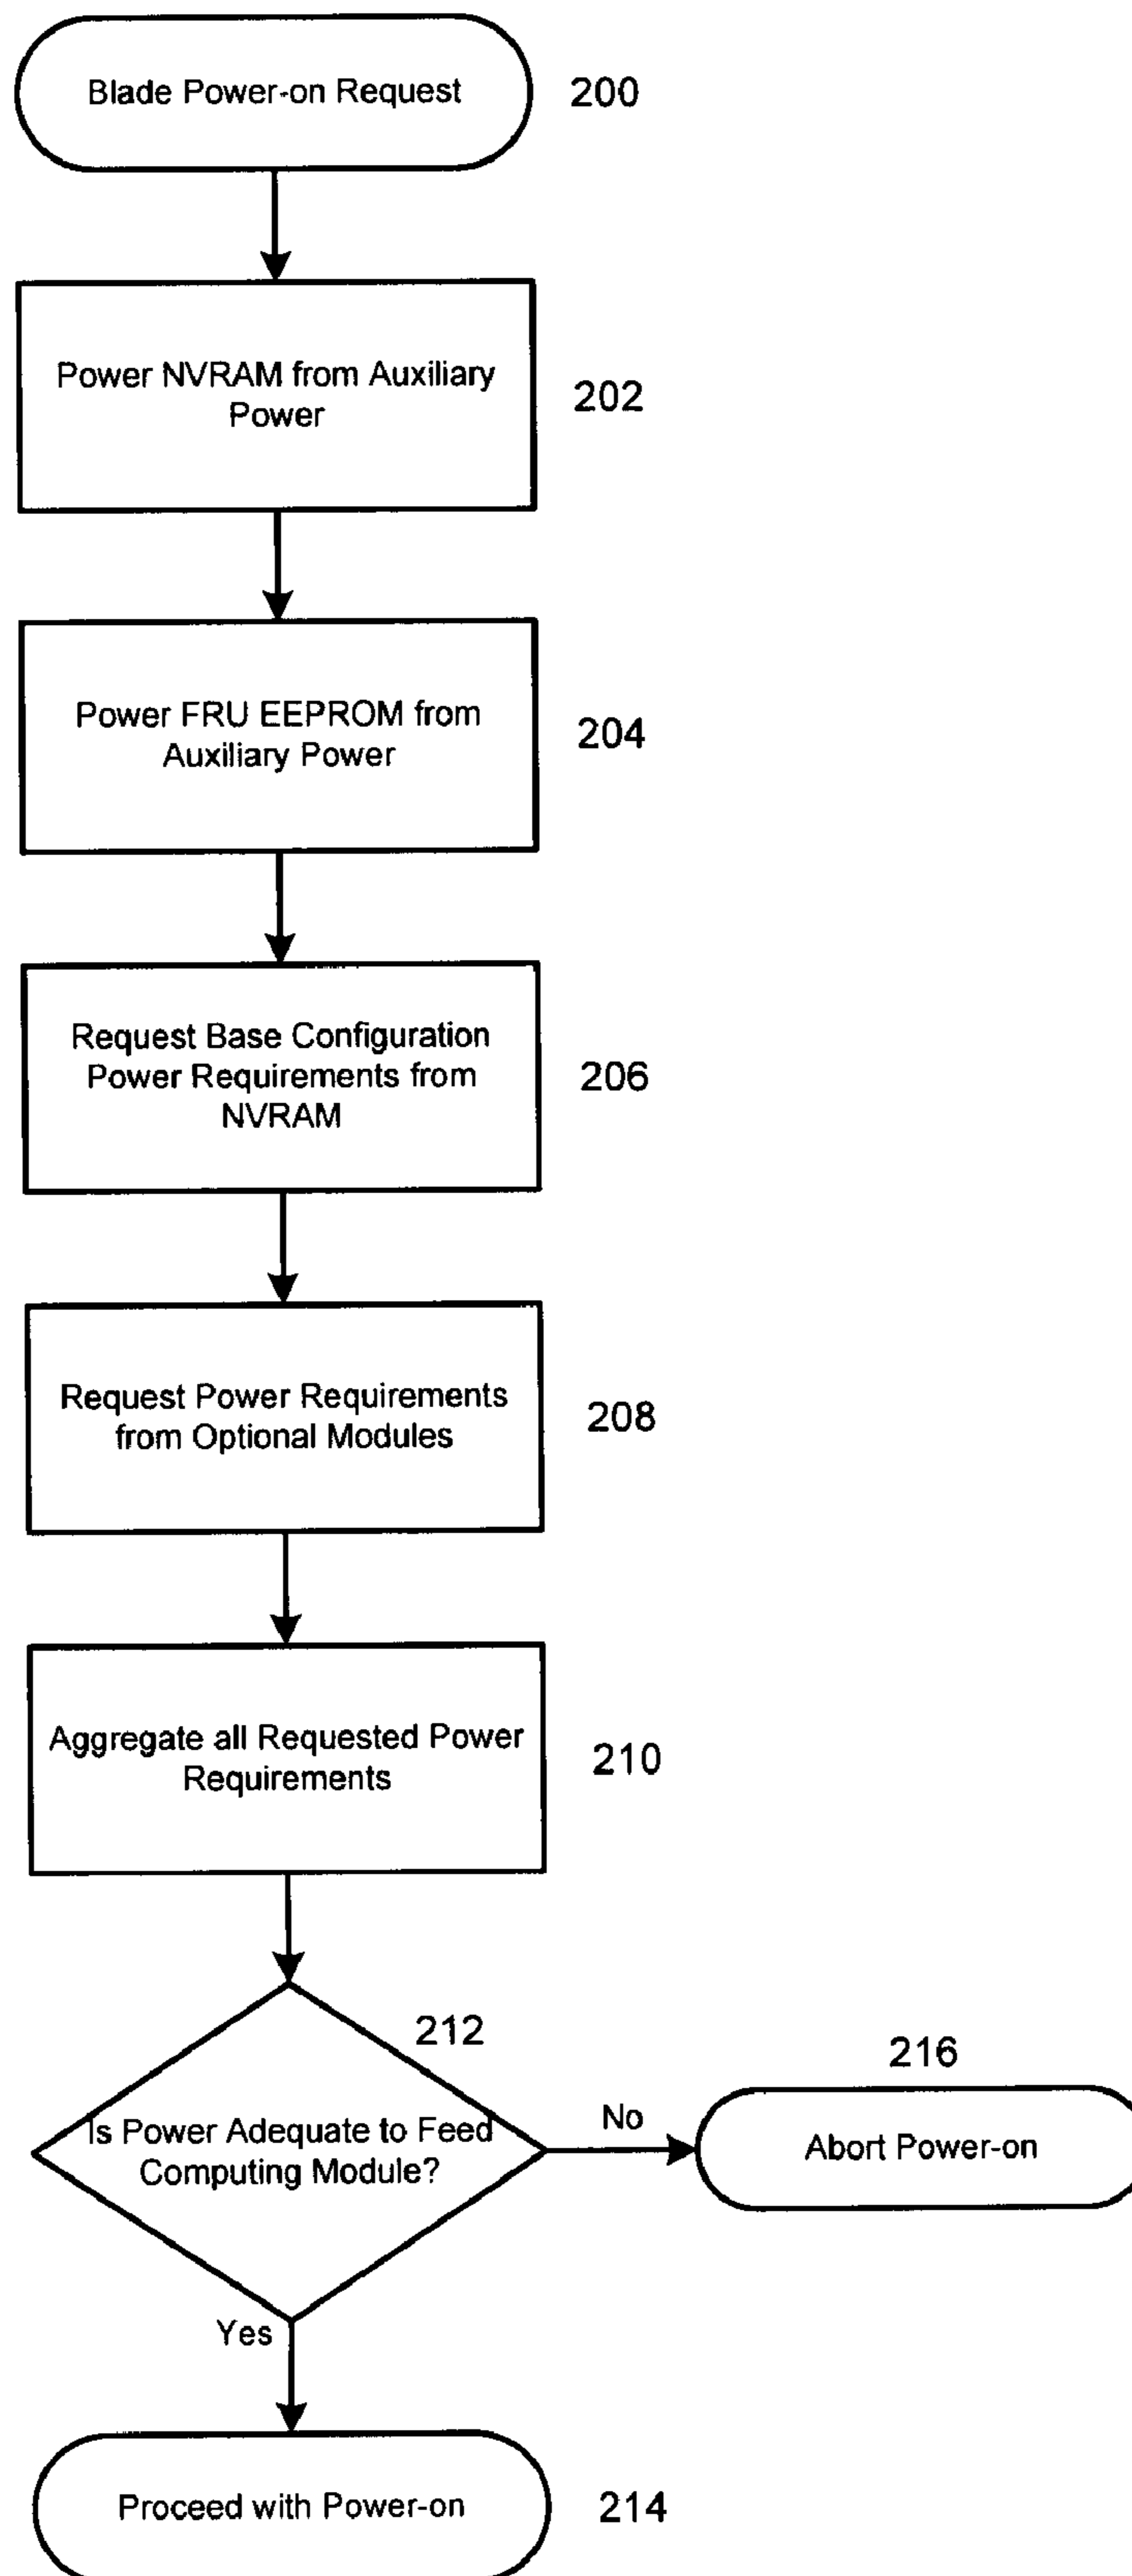 Blade Power-on Request
200
Power NVRAM from Auxiliary
Power
202
Power FRU EEPROM from
Auxiliary Power
204
Request Base Configuration
Power Requirements from
NVRAM
206
Request Power Requirements
from Optional Modules
208
Aggregate all Requested Power
Requirements
210
212
Is Power Adequate to Feed
Computing Module?
No
216
Abort Power-on
Yes
Proceed with Power-on
214